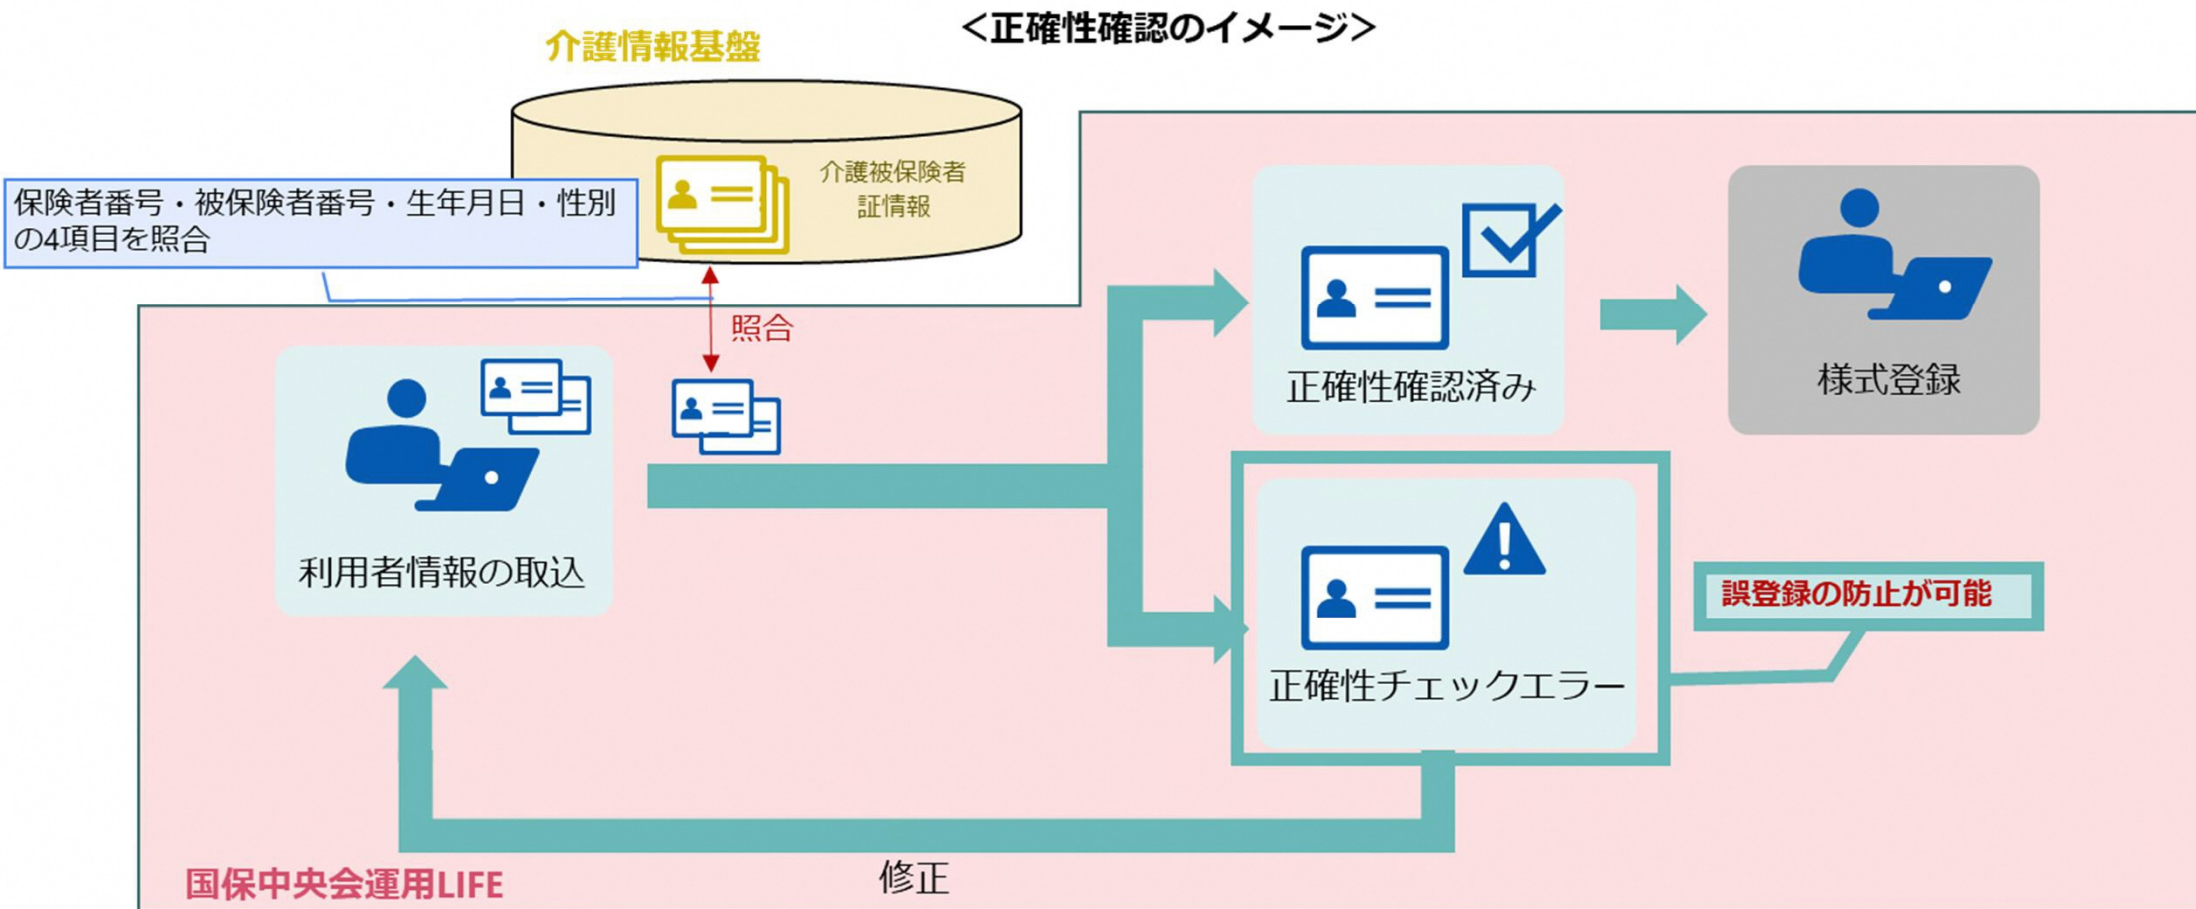 ＜正確性確認のイメージ＞
介護情報基盤
介護被保険者
証情報
保険者番号・被保険者番号・生年月日・性別
の4項目を照合
照合
利用者情報の取込
正確性確認済み
様式登録
正確性チェックエラー
誤登録の防止が可能
修正
国保中央会運用LIFE